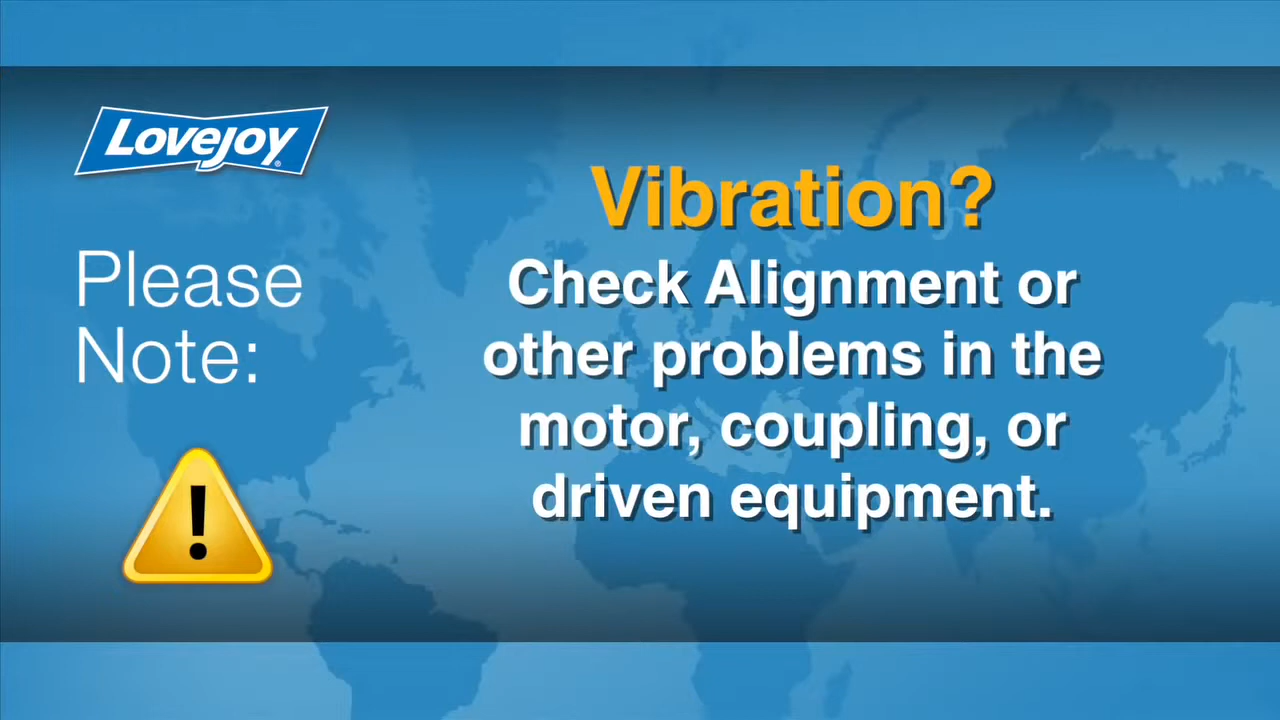 Lovejoy®
Please
Note:
!
Vibration?
Check Alignment or
other problems in the
motor, coupling, or
driven equipment.